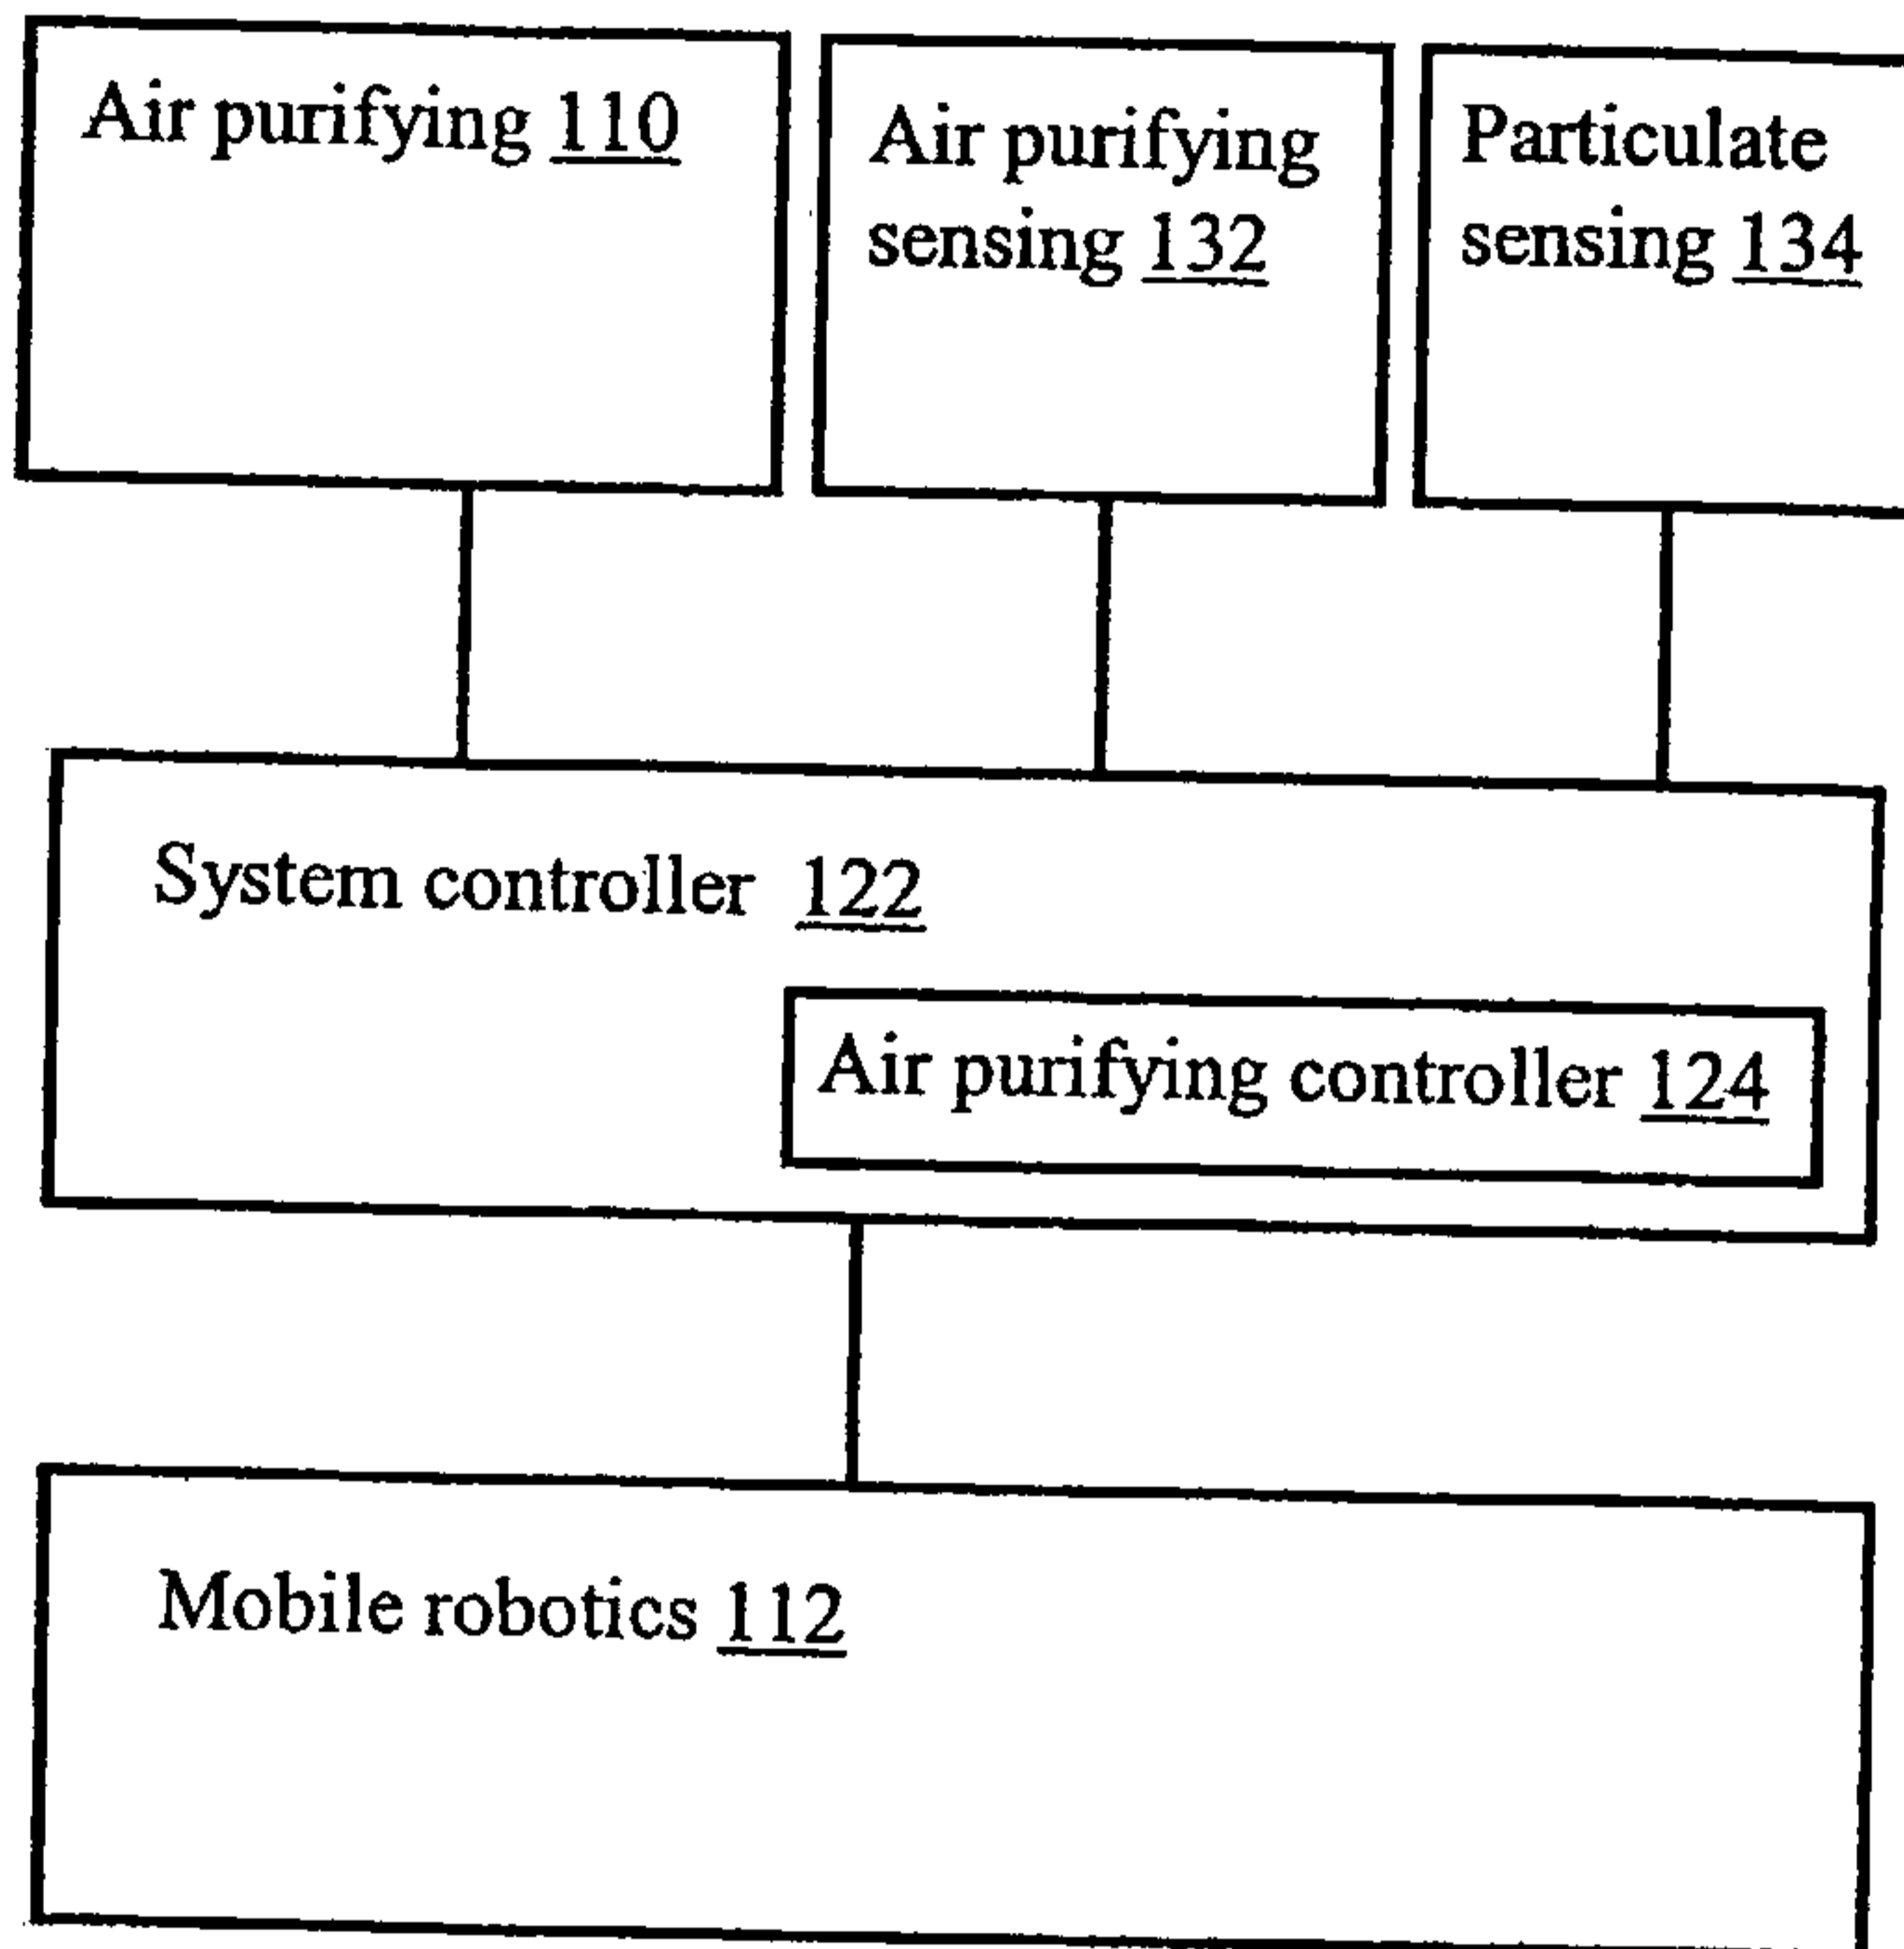 Air purifying 110
Air purifying
sensing 132
Particulate
sensing 134
System controller 122
Air purifying controller 124
Mobile robotics 112